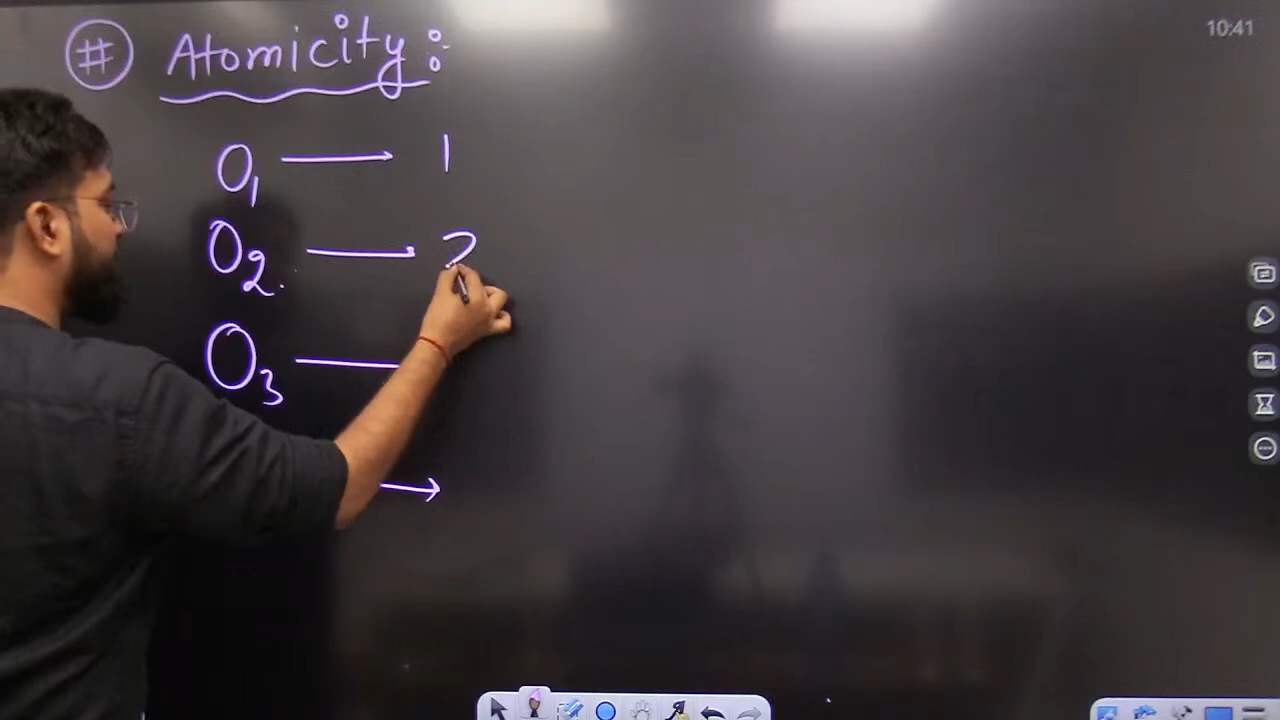 # Atomicity :
O1 → 1
O2 → 2
O3
→
10:41